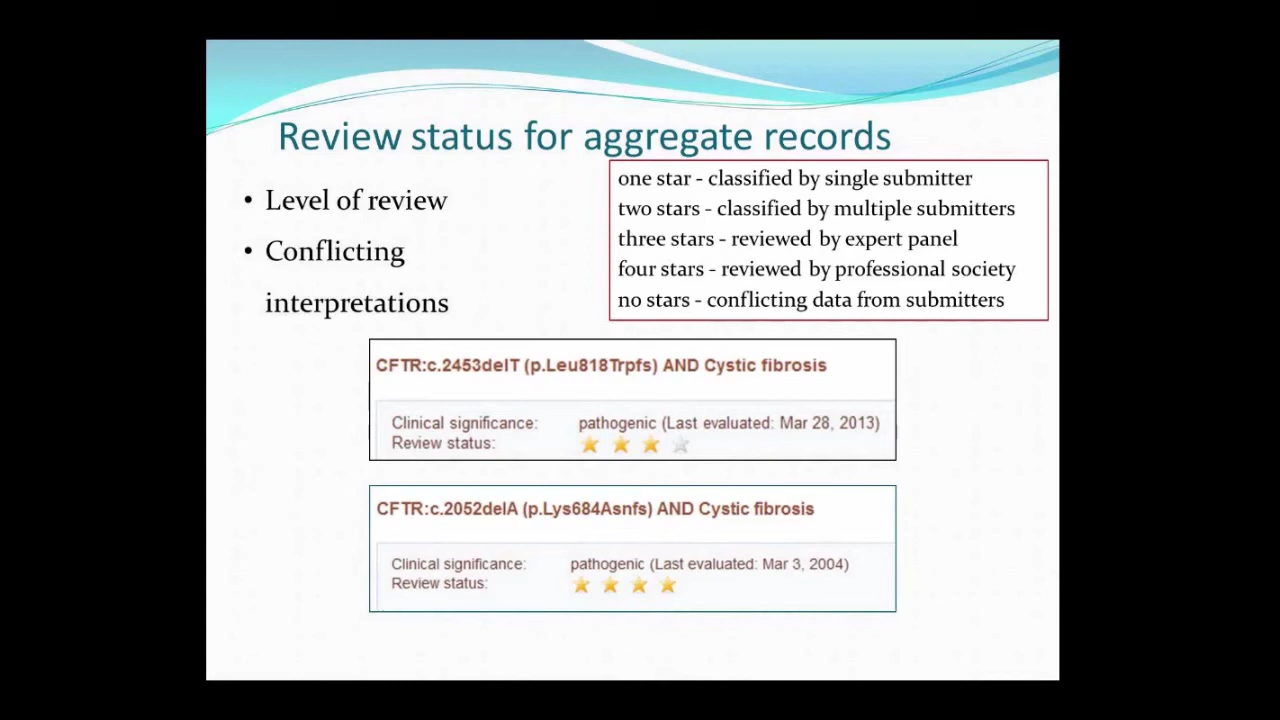 Review status for aggregate records
• Level of review
• Conflicting
interpretations
one star - classified by single submitter
two stars - classified by multiple submitters
three stars - reviewed by expert panel
four stars - reviewed by professional society
no stars - conflicting data from submitters
CFTR:c.2453delT (p.Leu818Trpfs) AND Cystic fibrosis
Clinical significance: pathogenic (Last evaluated: Mar 28, 2013)
Review status:
CFTR:c.2052delA (p.Lys684Asnfs) AND Cystic fibrosis
Clinical significance: pathogenic (Last evaluated: Mar 3, 2004)
Review status: